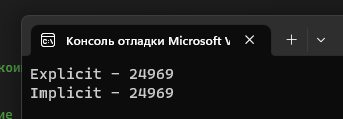 Консоль отладки Microsoft V
Explicit - 24969
Implicit - 24969